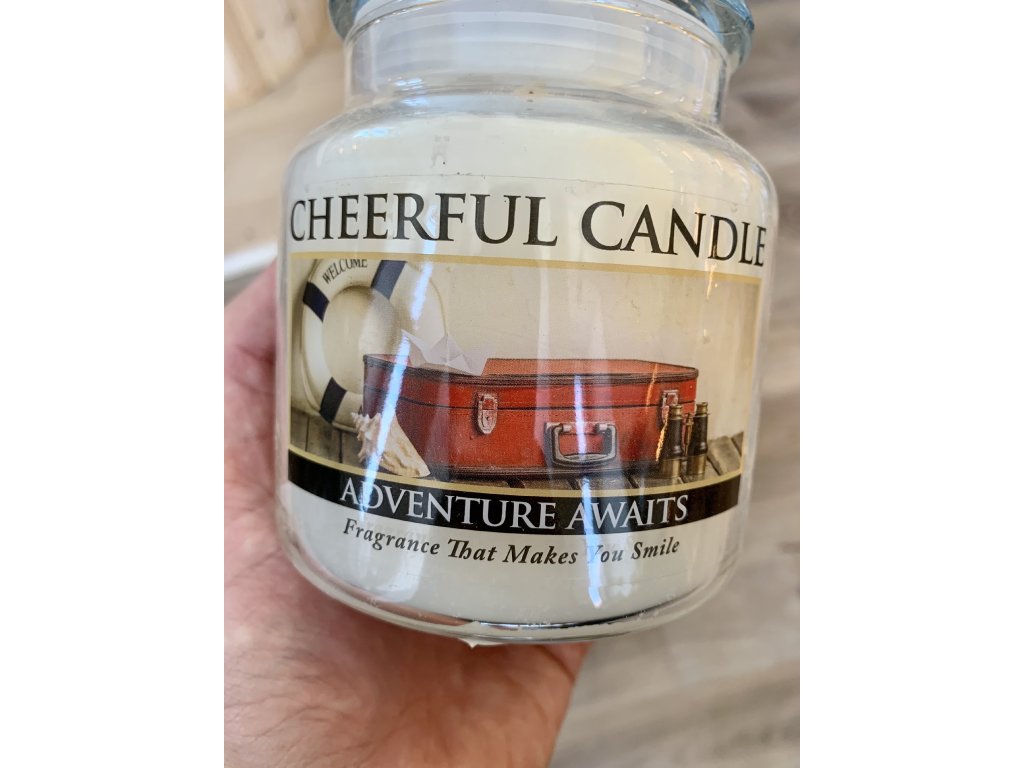 CHEERFUL CANDLE
WELCOME
ADVENTURE AWAITS
Fragrance That Makes You Smile